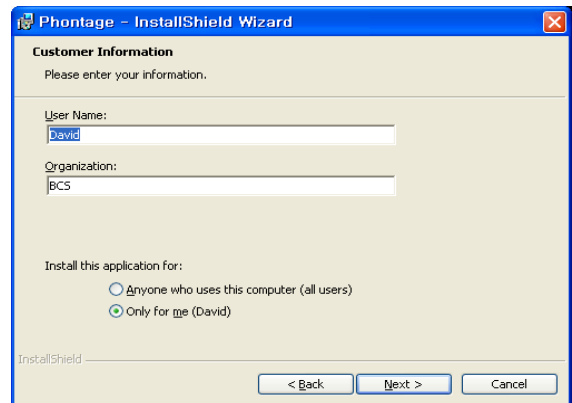 Phontage - InstallShield Wizard
Customer Information
Please enter your information.
User Name:
David
Organization:
BCS
Install this application for:
Anyone who uses this computer (all users)
Only for me (David)
InstallShield
< Back Next > Cancel